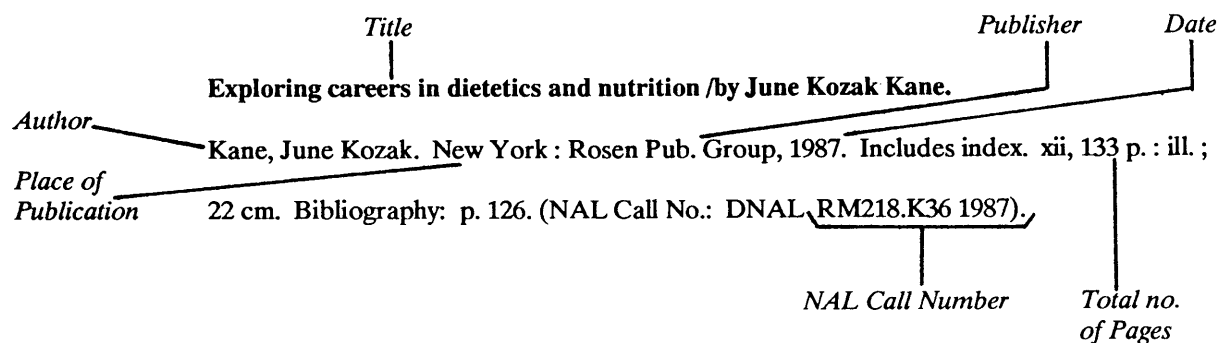 Title Publisher Date
Exploring careers in dietetics and nutrition /by June Kozak Kane.
Author
Kane, June Kozak. New York : Rosen Pub. Group, 1987. Includes index. xii, 133 p. : ill. ;
Place of
Publication
22 cm. Bibliography: p. 126. (NAL Call No.: DNAL RM218.K36 1987).
NAL Call Number Total no.
of Pages